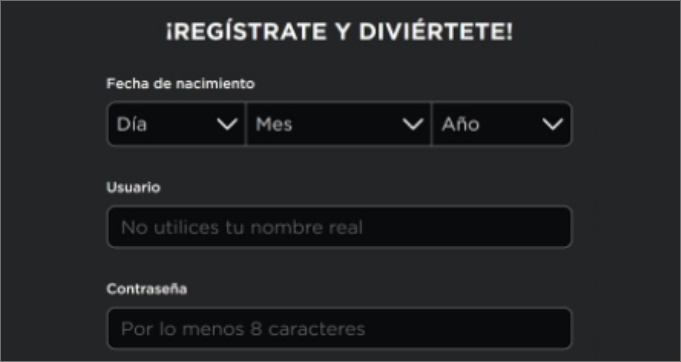 ¡REGÍSTRATE Y DIVIÉRTETE!
Fecha de nacimiento
Día Mes Año
Usuario
No utilices tu nombre real
Contraseña
Por lo menos 8 caracteres